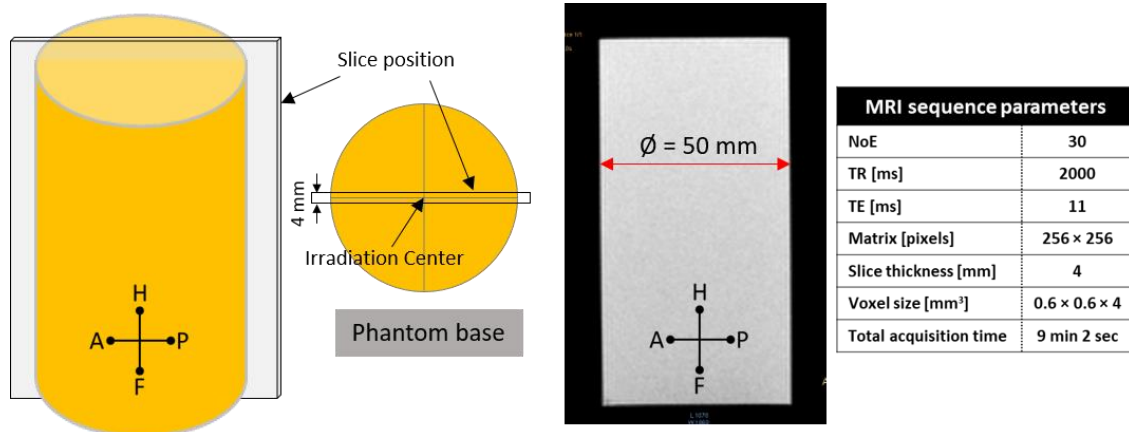 Slice position
4 mm
Irradiation Center
Phantom base
H
A P
F
Ø = 50 mm
H
A P
F
A
L 1070
MRI sequence parameters
NoE 30
TR [ms] 2000
TE [ms] 11
Matrix [pixels] 256 × 256
Slice thickness [mm] 4
Voxel size [mm³] 0.6 × 0.6 × 4
Total acquisition time 9 min 2 sec